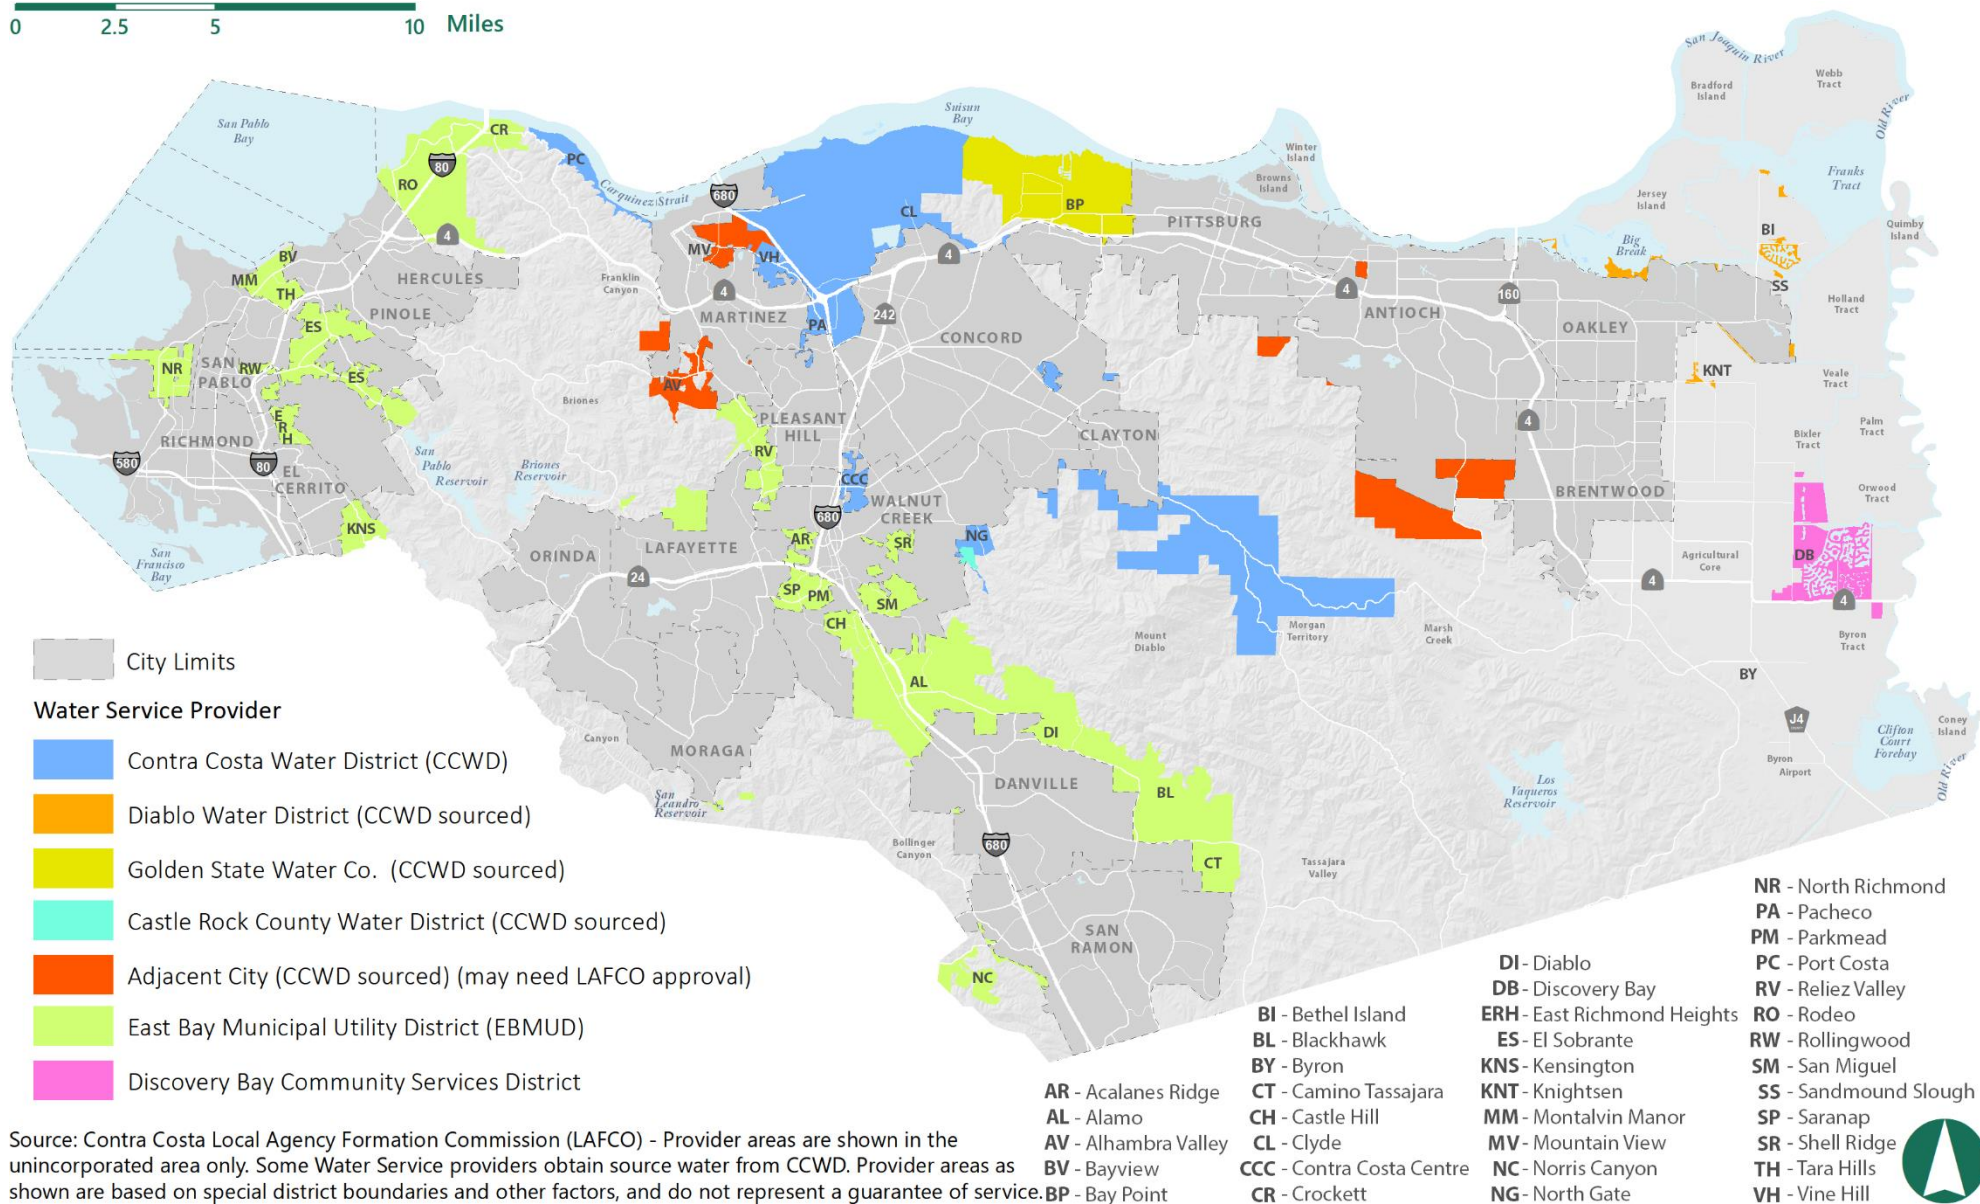 0 2.5 5 10 Miles
San Joaquin River
Webb
Tract
Bradford
Island
Old River
San Pablo
Bay
Suisun
Bay
CR
PC
80
RO
Carquinez Strait
680
CL
BP
Winter
Island
Browns
Island
PITTSBURG
Jersey
Island
Franks
Tract
BI
Quimby
Island
Big
Break
4
MV
VH
4
BV
MM
TH
HERCULES
PINOLE
Franklin
Canyon
4
MARTINEZ
PA
242
CONCORD
4
ANTIOCH
160
OAKLEY
SS
Holland
Tract
ES
NR
SAN
PABLO
RW
ES
AV
Briones
KNT
Veale
Tract
E
R
H
RICHMOND
PLEASANT
HILL
RV
CLAYTON
4
Bixler
Tract
Palm
Tract
580
80
EL
CERRITO
San
Pablo
Reservoir
Briones
Reservoir
CCC
WALNUT
CREEK
BRENTWOOD
Orwood
Tract
KNS
680
San
Francisco
Bay
ORINDA
LAFAYETTE
AR
SR
NG
Agricultural
Core
DB
24
SP
PM
SM
4
4
CH
Mount
Diablo
Morgan
Territory
Marsh
Creek
Byron
Tract
City Limits
AL
BY
Water Service Provider
DI
J4
Clifton
Court
Forebay
Coney
Island
Canyon
MORAGA
Contra Costa Water District (CCWD)
Byron
Airport
Old River
DANVILLE
BL
Los
Vaqueros
Reservoir
San
Leandro
Reservoir
Diablo Water District (CCWD sourced)
Bollinger
Canyon
680
CT
Tassajara
Valley
Golden State Water Co. (CCWD sourced)
Castle Rock County Water District (CCWD sourced)
SAN
RAMON
Adjacent City (CCWD sourced) (may need LAFCO approval)
NC
East Bay Municipal Utility District (EBMUD)
Discovery Bay Community Services District
AR - Acalanes Ridge
AL - Alamo
AV - Alhambra Valley
BV - Bayview
BP - Bay Point
BI - Bethel Island
BL - Blackhawk
BY - Byron
CT - Camino Tassajara
CH - Castle Hill
CL - Clyde
CCC - Contra Costa Centre
CR - Crockett
DI - Diablo
DB - Discovery Bay
ERH - East Richmond Heights
ES - El Sobrante
KNS - Kensington
KNT - Knightsen
MM - Montalvin Manor
MV - Mountain View
NC - Norris Canyon
NG - North Gate
NR - North Richmond
PA - Pacheco
PM - Parkmead
PC - Port Costa
RV - Reliez Valley
RO - Rodeo
RW - Rollingwood
SM - San Miguel
SS - Sandmound Slough
SP - Saranap
SR - Shell Ridge
TH - Tara Hills
VH - Vine Hill
Source: Contra Costa Local Agency Formation Commission (LAFCO) - Provider areas are shown in the
unincorporated area only. Some Water Service providers obtain source water from CCWD. Provider areas as
shown are based on special district boundaries and other factors, and do not represent a guarantee of service.